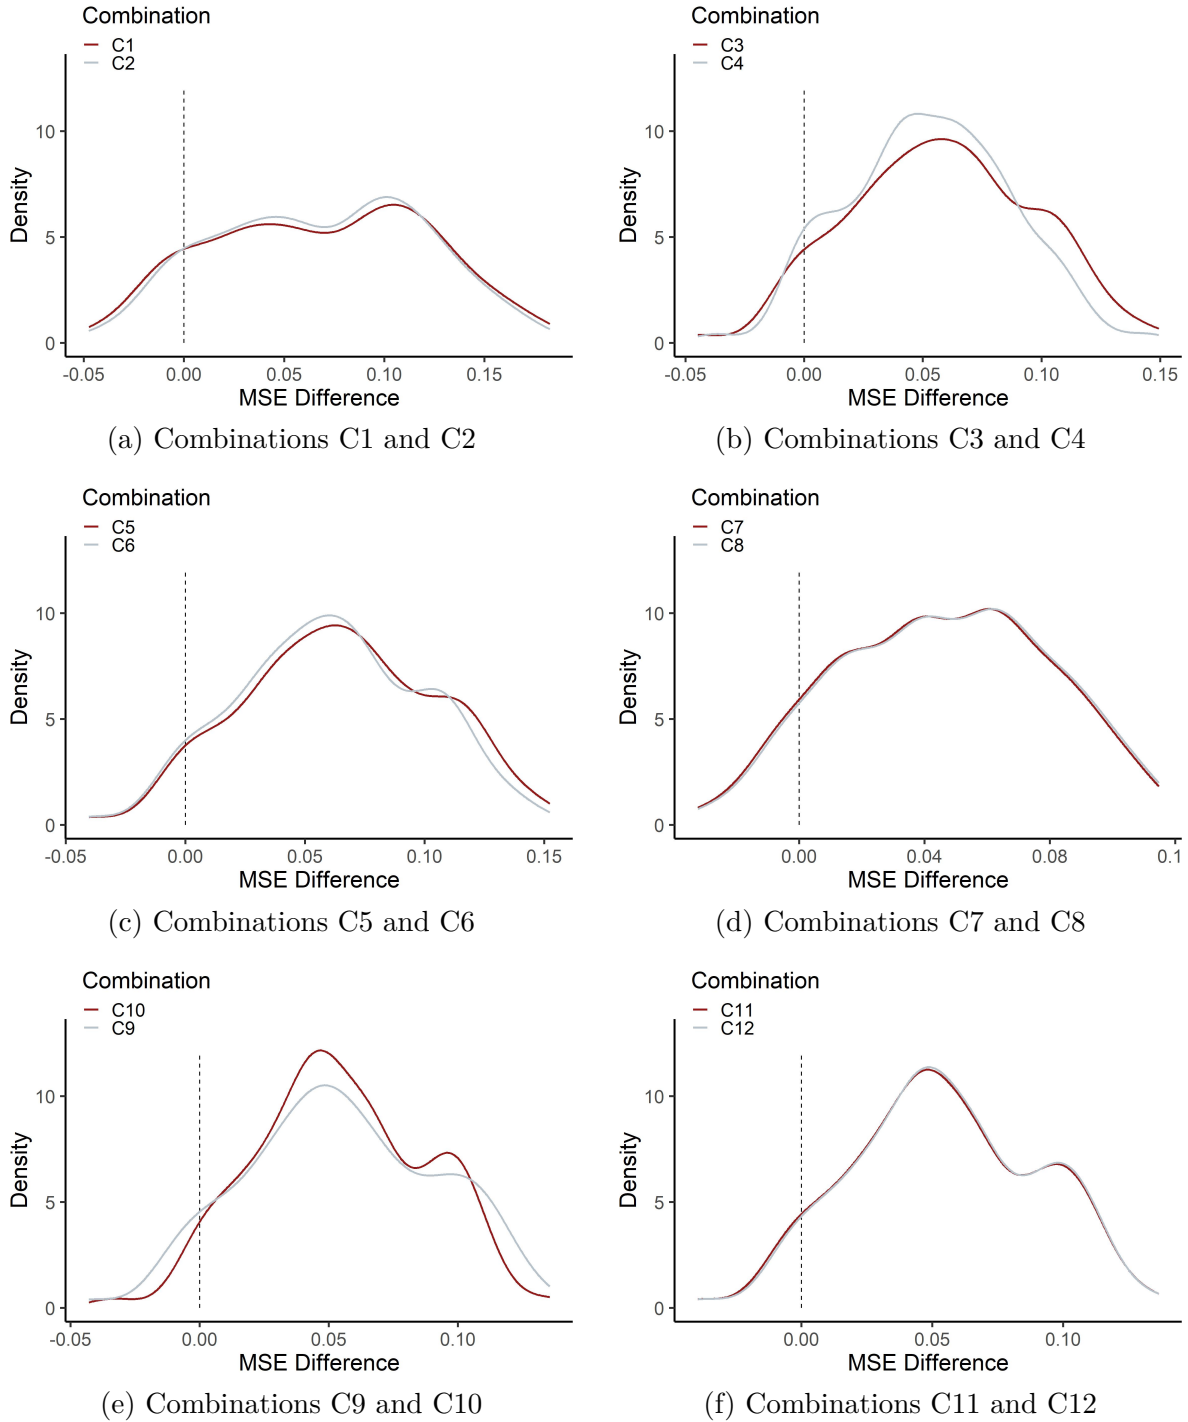 Combination
C1
C2
Density
10
5
0
-0.05 0.00 0.05 0.10 0.15
MSE Difference
(a) Combinations C1 and C2
Combination
C3
C4
Density
10
5
0
-0.05 0.00 0.05 0.10 0.15
MSE Difference
(b) Combinations C3 and C4
Combination
C5
C6
Density
10
5
0
-0.05 0.00 0.05 0.10 0.15
MSE Difference
(c) Combinations C5 and C6
Combination
C7
C8
Density
10
5
0
0.00 0.04 0.08 0.1
MSE Difference
(d) Combinations C7 and C8
Combination
C10
C9
Density
10
5
0
-0.05 0.00 0.05 0.10
MSE Difference
(e) Combinations C9 and C10
Combination
C11
C12
Density
10
5
0
0.00 0.05 0.10
MSE Difference
(f) Combinations C11 and C12